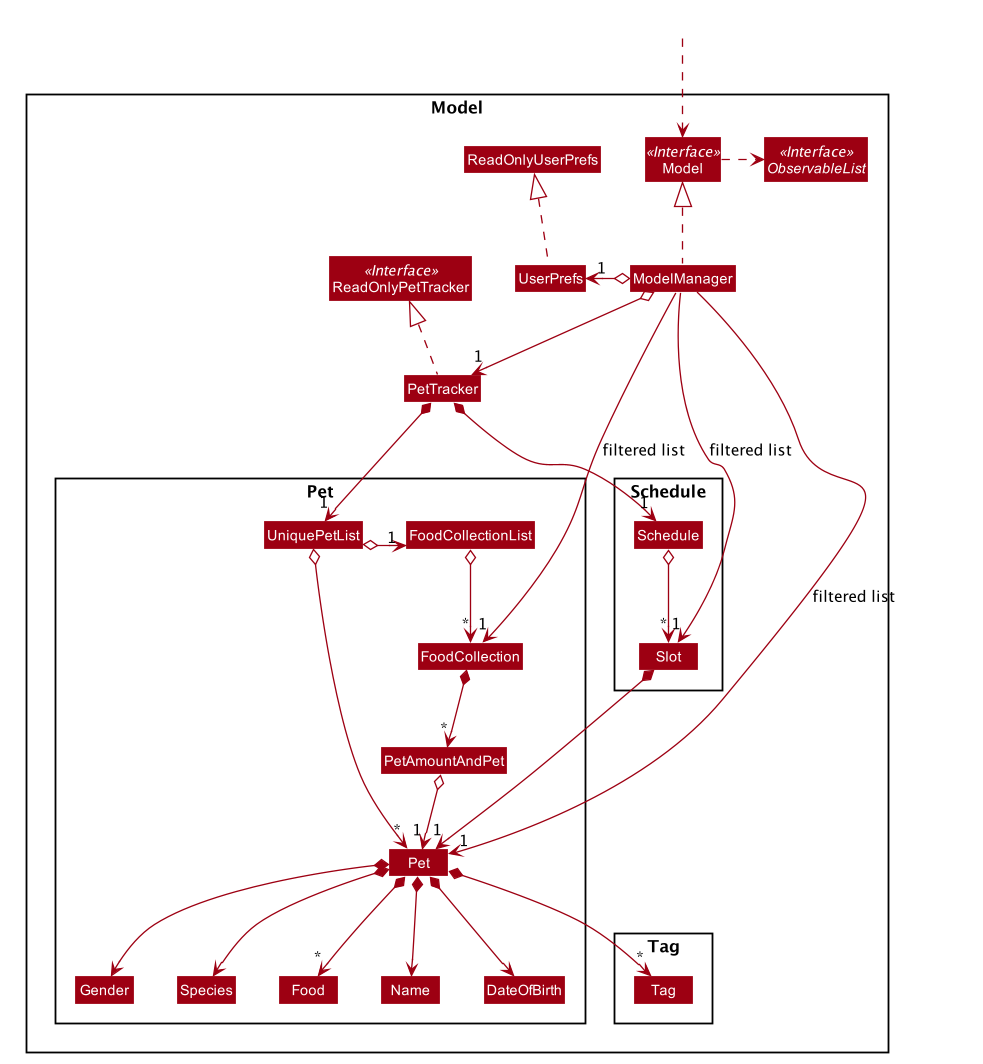 Model
«Interface»
Model
«Interface»
ObservableList
ReadOnlyUserPrefs
«Interface»
ReadOnlyPetTracker
UserPrefs
1
ModelManager
1
PetTracker
filtered list
filtered list
Pet
Schedule
1
1
UniquePetList
1
FoodCollectionList
Schedule
filtered list
*
1
*
1
FoodCollection
Slot
*
PetAmountAndPet
*
1
1
1
Pet
Tag
*
*
Gender
Species
Food
Name
DateOfBirth
Tag